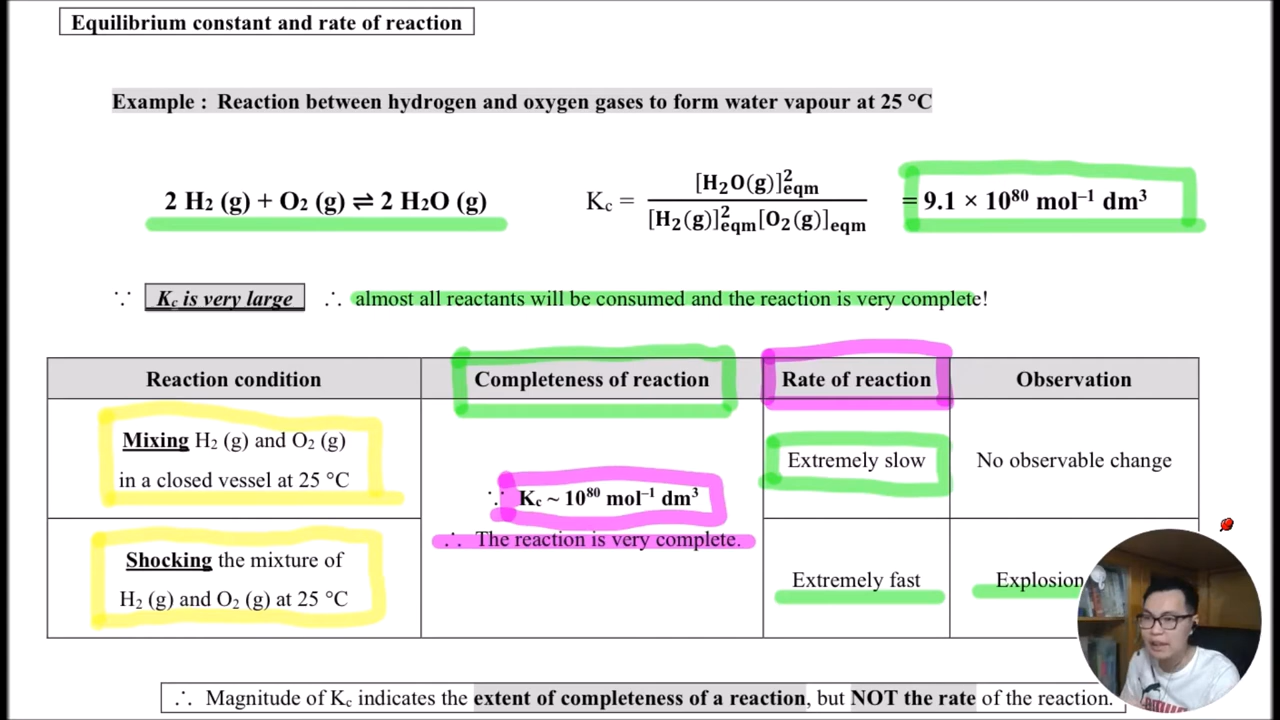 Equilibrium constant and rate of reaction
Example : Reaction between hydrogen and oxygen gases to form water vapour at 25 °C
2 H₂ (g) + O₂ (g) ⇌ 2 H₂O (g)
K꜀ = [H₂O(g)]²eqm / [H₂(g)]²eqm[O₂(g)]eqm = 9.1 × 10⁸⁰ mol⁻¹ dm³
∵ K꜀ is very large ∴ almost all reactants will be consumed and the reaction is very complete!
Reaction condition
Completeness of reaction
Rate of reaction
Observation
Mixing H₂ (g) and O₂ (g)
in a closed vessel at 25 °C
∵ K꜀ ~ 10⁸⁰ mol⁻¹ dm³
∴ The reaction is very complete.
Extremely slow
No observable change
Shocking the mixture of
H₂ (g) and O₂ (g) at 25 °C
Extremely fast
Explosion
∴ Magnitude of K꜀ indicates the extent of completeness of a reaction, but NOT the rate of the reaction.